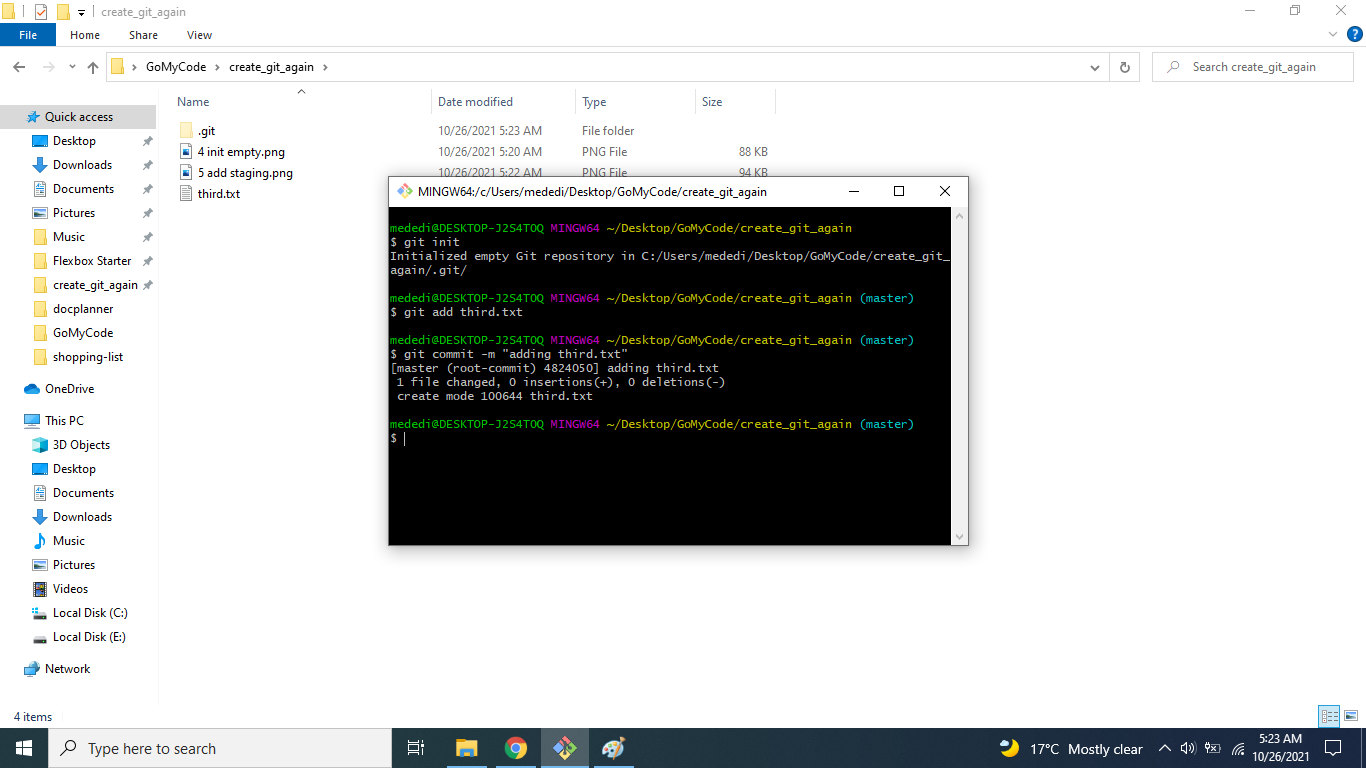 create_git_again
File Home Share View
GoMyCode create_git_again
Search create_git_again
Name Date modified Type Size
.git 10/26/2021 5:23 AM File folder
4 init empty.png 10/26/2021 5:20 AM PNG File 88 KB
5 add staging.png 10/26/2021 5:22 AM PNG File 94 KB
third.txt
Quick access
Desktop
Downloads
Documents
Pictures
Music
Flexbox Starter
create_git_again
docplanner
GoMyCode
shopping-list
OneDrive
This PC
3D Objects
Desktop
Documents
Downloads
Music
Pictures
Videos
Local Disk (C:)
Local Disk (E:)
Network
4 items
MINGW64:/c/Users/mededi/Desktop/GoMyCode/create_git_again
mededi@DESKTOP-J2S4TOQ MINGW64 ~/Desktop/GoMyCode/create_git_again
$ git init
Initialized empty Git repository in C:/Users/mededi/Desktop/GoMyCode/create_git_
again/.git/
mededi@DESKTOP-J2S4TOQ MINGW64 ~/Desktop/GoMyCode/create_git_again (master)
$ git add third.txt
mededi@DESKTOP-J2S4TOQ MINGW64 ~/Desktop/GoMyCode/create_git_again (master)
$ git commit -m "adding third.txt"
[master (root-commit) 4824050] adding third.txt
1 file changed, 0 insertions(+), 0 deletions(-)
create mode 100644 third.txt
mededi@DESKTOP-J2S4TOQ MINGW64 ~/Desktop/GoMyCode/create_git_again (master)
$
Type here to search
17°C Mostly clear
5:23 AM
10/26/2021